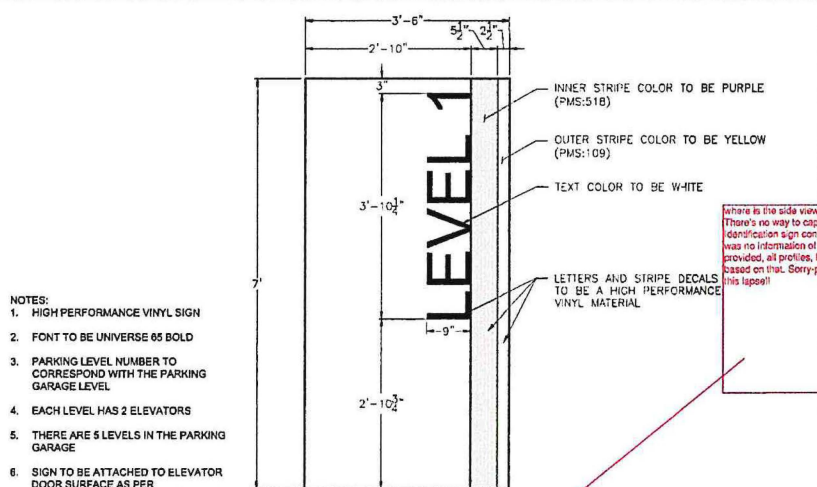 3'-6"
5½" 2½"
2'-10"
3"
LEVEL 1
3'-10¼"
7'
9"
2'-10¾"
INNER STRIPE COLOR TO BE PURPLE
(PMS:518)
OUTER STRIPE COLOR TO BE YELLOW
(PMS:109)
TEXT COLOR TO BE WHITE
LETTERS AND STRIPE DECALS
TO BE A HIGH PERFORMANCE
VINYL MATERIAL
where is the side view
There's no way to cap
identification sign con
was no information of
provided, all profiles,
based on that. Sorry-p
this lapse!!
NOTES:
1. HIGH PERFORMANCE VINYL SIGN
2. FONT TO BE UNIVERSE 65 BOLD
3. PARKING LEVEL NUMBER TO
CORRESPOND WITH THE PARKING
GARAGE LEVEL
4. EACH LEVEL HAS 2 ELEVATORS
5. THERE ARE 5 LEVELS IN THE PARKING
GARAGE
6. SIGN TO BE ATTACHED TO ELEVATOR
DOOR SURFACE AS PER